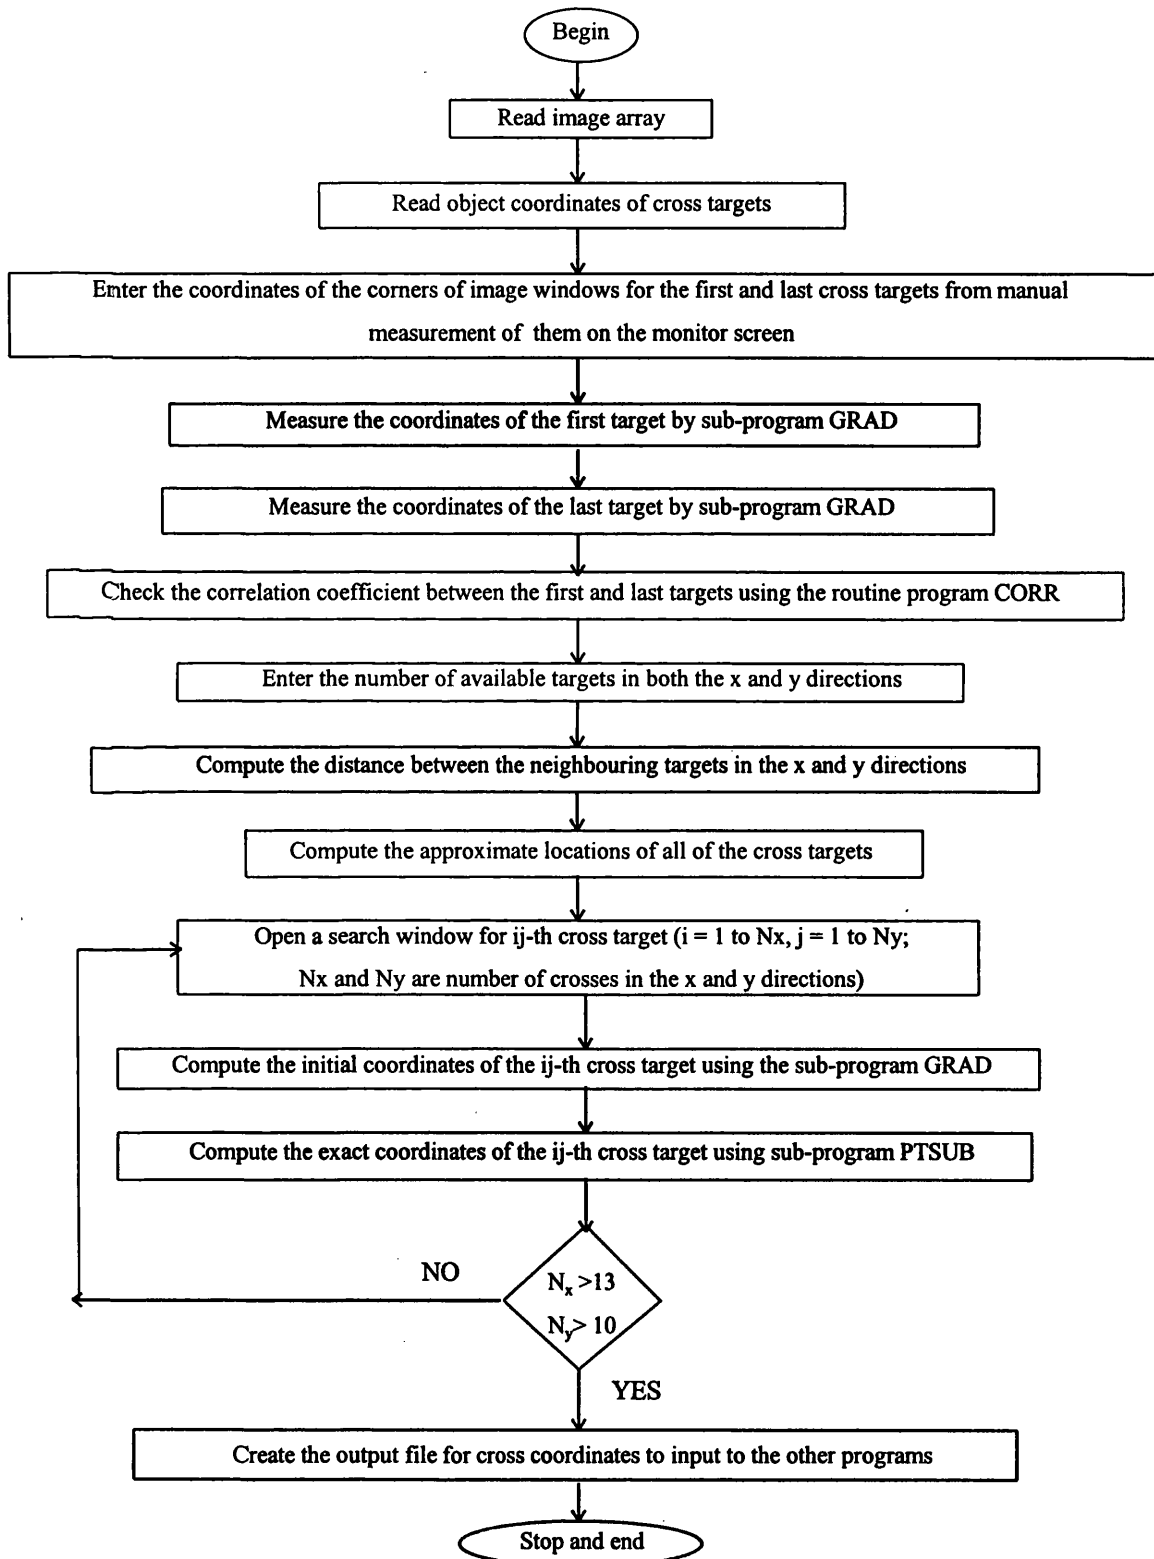 Begin
Read image array
Read object coordinates of cross targets
Enter the coordinates of the corners of image windows for the first and last cross targets from manual
measurement of them on the monitor screen
Measure the coordinates of the first target by sub-program GRAD
Measure the coordinates of the last target by sub-program GRAD
Check the correlation coefficient between the first and last targets using the routine program CORR
Enter the number of available targets in both the x and y directions
Compute the distance between the neighbouring targets in the x and y directions
Compute the approximate locations of all of the cross targets
Open a search window for ij-th cross target (i = 1 to Nx, j = 1 to Ny;
Nx and Ny are number of crosses in the x and y directions)
Compute the initial coordinates of the ij-th cross target using the sub-program GRAD
Compute the exact coordinates of the ij-th cross target using sub-program PTSUB
NO
Nx >13
Ny> 10
YES
Create the output file for cross coordinates to input to the other programs
Stop and end